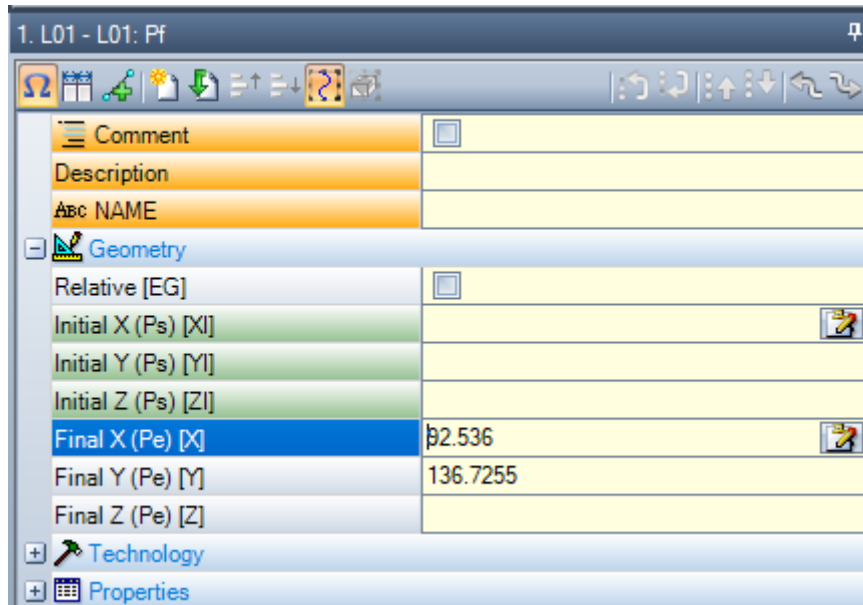 1. L01 - L01: Pf
Comment
Description
ABC NAME
Geometry
Relative [EG]
Initial X (Ps) [XI]
Initial Y (Ps) [YI]
Initial Z (Ps) [ZI]
Final X (Pe) [X] 92.536
Final Y (Pe) [Y] 136.7255
Final Z (Pe) [Z]
Technology
Properties